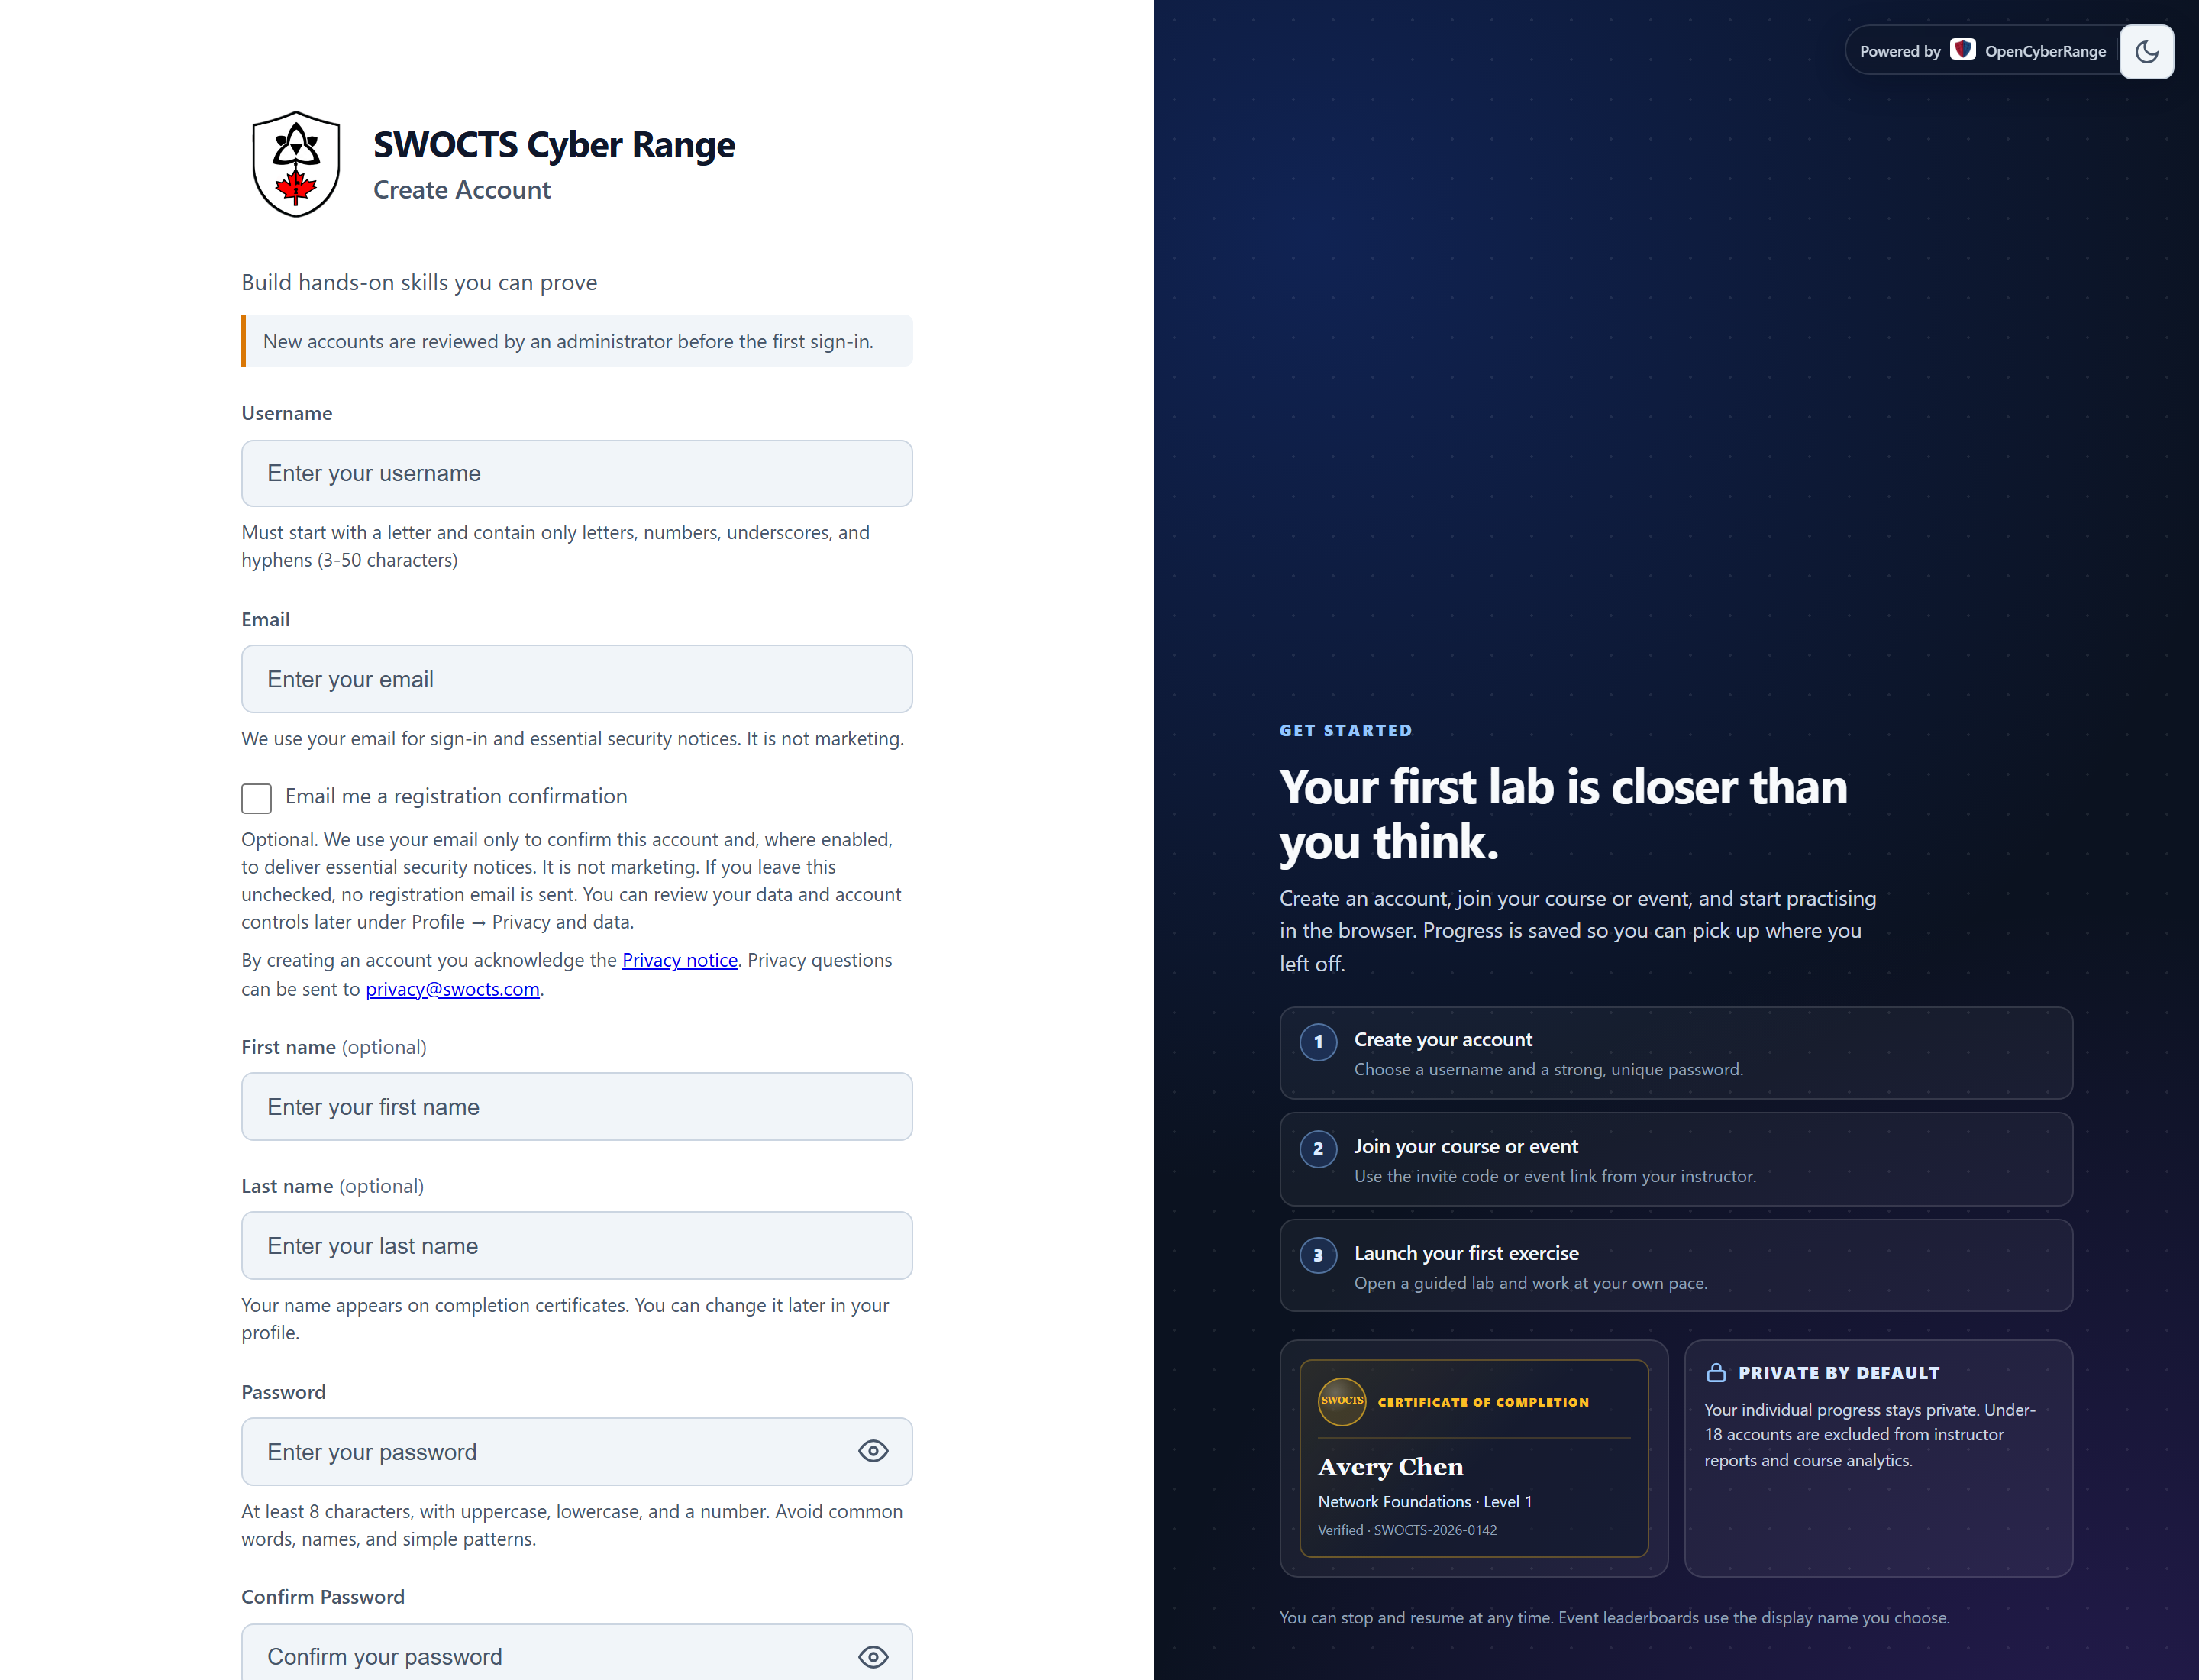 SWOCTS Cyber Range
Create Account
Build hands-on skills you can prove
New accounts are reviewed by an administrator before the first sign-in.
Username
Enter your username
Must start with a letter and contain only letters, numbers, underscores, and
hyphens (3-50 characters)
Email
Enter your email
We use your email for sign-in and essential security notices. It is not marketing.
Email me a registration confirmation
Optional. We use your email only to confirm this account and, where enabled,
to deliver essential security notices. It is not marketing. If you leave this
unchecked, no registration email is sent. You can review your data and account
controls later under Profile → Privacy and data.
By creating an account you acknowledge the Privacy notice. Privacy questions
can be sent to privacy@swocts.com.
First name (optional)
Enter your first name
Last name (optional)
Enter your last name
Your name appears on completion certificates. You can change it later in your
profile.
Password
Enter your password
At least 8 characters, with uppercase, lowercase, and a number. Avoid common
words, names, and simple patterns.
Confirm Password
Confirm your password
Powered by OpenCyberRange
GET STARTED
Your first lab is closer than
you think.
Create an account, join your course or event, and start practising
in the browser. Progress is saved so you can pick up where you
left off.
1 Create your account
Choose a username and a strong, unique password.
2 Join your course or event
Use the invite code or event link from your instructor.
3 Launch your first exercise
Open a guided lab and work at your own pace.
SWOCTS CERTIFICATE OF COMPLETION
Avery Chen
Network Foundations · Level 1
Verified · SWOCTS-2026-0142
PRIVATE BY DEFAULT
Your individual progress stays private. Under-
18 accounts are excluded from instructor
reports and course analytics.
You can stop and resume at any time. Event leaderboards use the display name you choose.